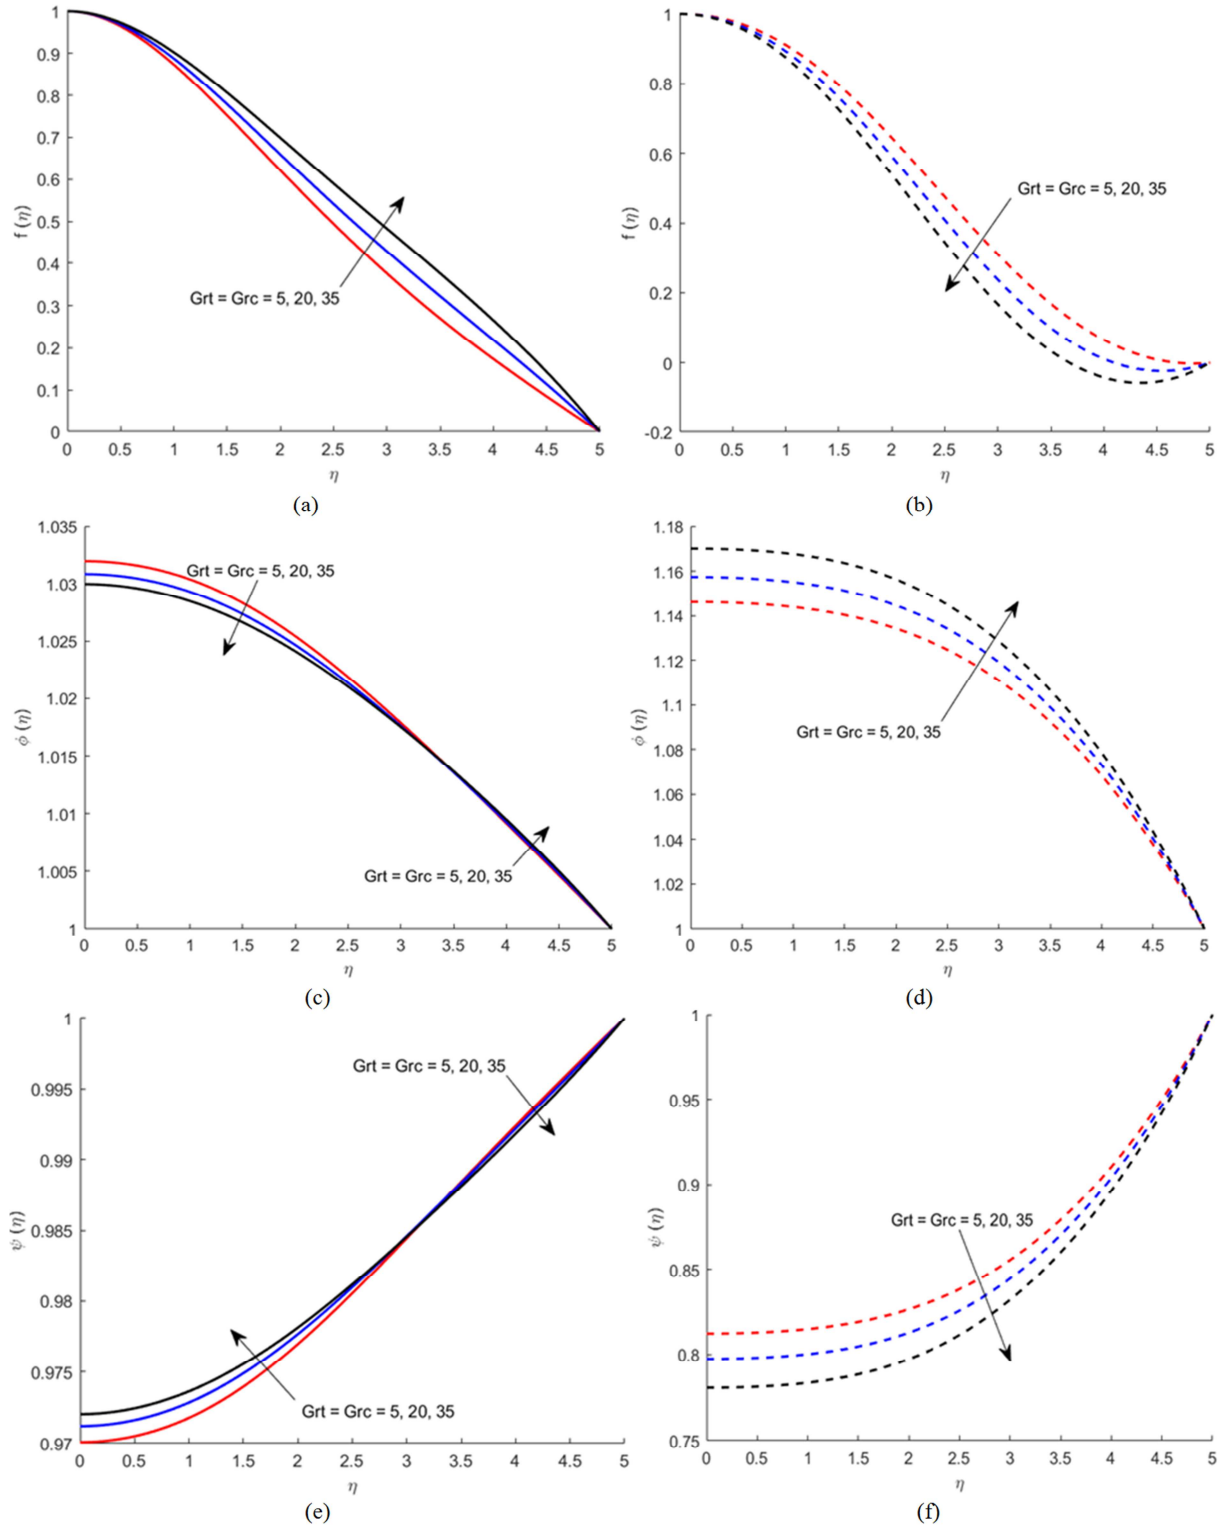 1
0.9
0.8
0.7
0.6
0.5
0.4
0.3
0.2
0.1
0
f (η)
Grt = Grc = 5, 20, 35
0 0.5 1 1.5 2 2.5 3 3.5 4 4.5 5
η
(a)
1
0.8
0.6
0.4
0.2
0
-0.2
f (η)
Grt = Grc = 5, 20, 35
0 0.5 1 1.5 2 2.5 3 3.5 4 4.5 5
η
(b)
1.035
1.03
1.025
1.02
1.015
1.01
1.005
1
ϕ (η)
Grt = Grc = 5, 20, 35
Grt = Grc = 5, 20, 35
0 0.5 1 1.5 2 2.5 3 3.5 4 4.5 5
η
(c)
1.18
1.16
1.14
1.12
1.1
1.08
1.06
1.04
1.02
1
ϕ (η)
Grt = Grc = 5, 20, 35
0 0.5 1 1.5 2 2.5 3 3.5 4 4.5 5
η
(d)
1
0.995
0.99
0.985
0.98
0.975
0.97
ψ (η)
Grt = Grc = 5, 20, 35
Grt = Grc = 5, 20, 35
0 0.5 1 1.5 2 2.5 3 3.5 4 4.5 5
η
(e)
1
0.95
0.9
0.85
0.8
0.75
ψ (η)
Grt = Grc = 5, 20, 35
0 0.5 1 1.5 2 2.5 3 3.5 4 4.5 5
η
(f)